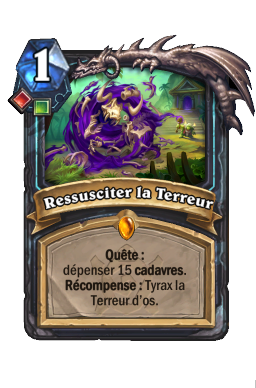 1
Ressusciter la Terreur
Quête :
dépenser 15 cadavres.
Récompense : Tyrax la
Terreur d'os.